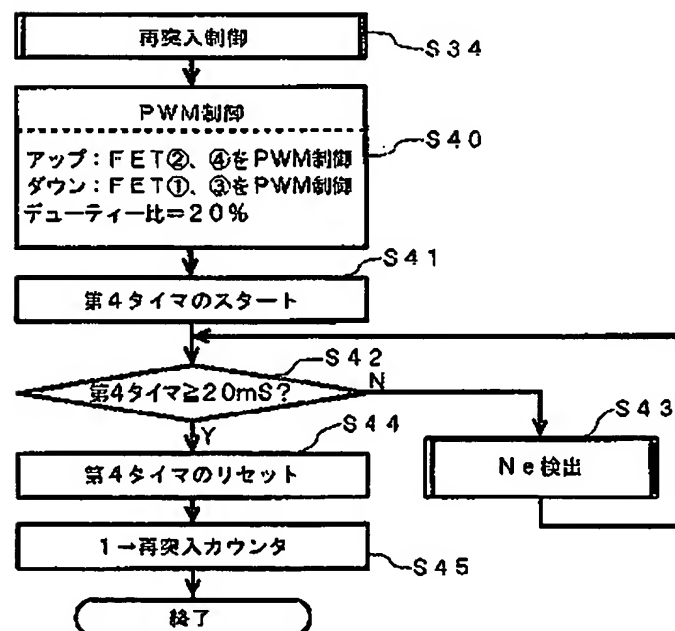 再突入制御
S34
PWM制御
アップ：FET②、④をPWM制御
ダウン：FET①、③をPWM制御
デューティー比＝20％
S40
S41
第4タイマのスタート
S42
第4タイマ≧20mS？
N
Y
S43
Ne検出
S44
第4タイマのリセット
1→再突入カウンタ
S45
終了